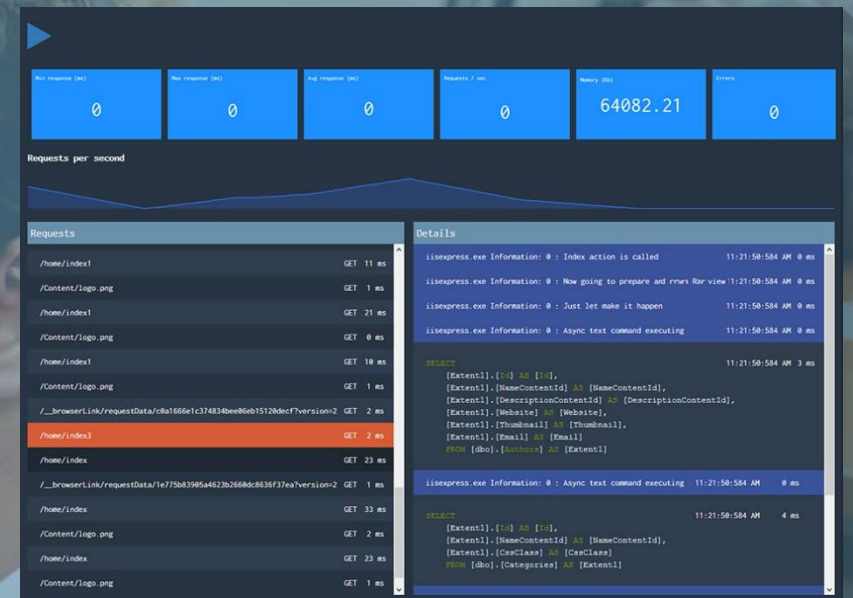 Min response (ms)
0
Max response (ms)
0
Avg response (ms)
0
Requests / sec
0
Memory (Kb)
64082.21
Errors
0
Requests per second
Requests
/home/index1 GET 11 ms
/Content/logo.png GET 1 ms
/home/index1 GET 21 ms
/Content/logo.png GET 0 ms
/home/index1 GET 10 ms
/Content/logo.png GET 1 ms
/__browserLink/requestData/c0a1666e1c374834bee06eb15120decf?version=2 GET 2 ms
/home/index3 GET 2 ms
/home/index GET 23 ms
/__browserLink/requestData/1e775b83905a4623b2660dc8636f37ea?version=2 GET 1 ms
/home/index GET 33 ms
/Content/logo.png GET 2 ms
/home/index GET 23 ms
/Content/logo.png GET 1 ms
Details
iisexpress.exe Information: 0 : Index action is called 11:21:50:584 AM 0 ms
iisexpress.exe Information: 0 : Now going to prepare and view 11:21:50:584 AM 0 ms
iisexpress.exe Information: 0 : Just let make it happen 11:21:50:584 AM 0 ms
iisexpress.exe Information: 0 : Async text command executing 11:21:50:584 AM 0 ms
SELECT 11:21:50:584 AM 3 ms
[Extent1].[Id] AS [Id],
[Extent1].[NameContentId] AS [NameContentId],
[Extent1].[DescriptionContentId] AS [DescriptionContentId],
[Extent1].[Website] AS [Website],
[Extent1].[Thumbnail] AS [Thumbnail],
[Extent1].[Email] AS [Email]
FROM [dbo].[Authors] AS [Extent1]
iisexpress.exe Information: 0 : Async text command executing 11:21:50:584 AM 0 ms
SELECT 11:21:50:584 AM 4 ms
[Extent1].[Id] AS [Id],
[Extent1].[NameContentId] AS [NameContentId],
[Extent1].[CssClass] AS [CssClass]
FROM [dbo].[Categories] AS [Extent1]